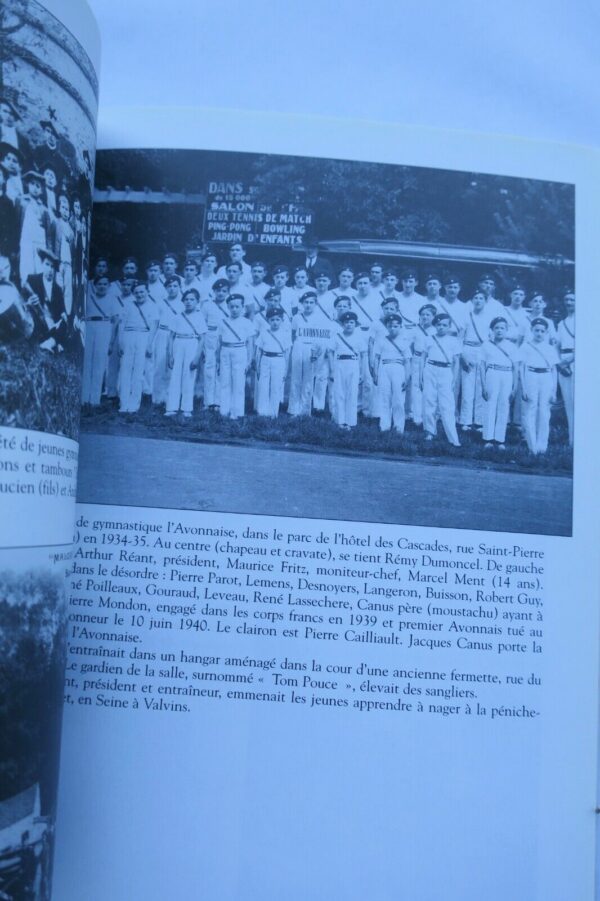 DANS
de 15 000
SALON DE
DEUX TENNIS DE MATCH
PING-PONG BOWLING
JARDIN D'ENFANTS
L'AVONNAISE
été de jeunes
ons et tambours
ucien (fils) et
"MALGR
de gymnastique l'Avonnaise, dans le parc de l'hôtel des Cascades, rue Saint-Pierre
) en 1934-35. Au centre (chapeau et cravate), se tient Rémy Dumoncel. De gauche
Arthur Réant, président, Maurice Fritz, moniteur-chef, Marcel Ment (14 ans).
dans le désordre : Pierre Parot, Lemens, Desnoyers, Langeron, Buisson, Robert Guy,
né Poilleaux, Gouraud, Leveau, René Lassechere, Canus père (moustachu) ayant à
ierre Mondon, engagé dans les corps francs en 1939 et premier Avonnais tué au
onneur le 10 juin 1940. Le clairon est Pierre Cailliault. Jacques Canus porte la
l'Avonnaise.
'entraînait dans un hangar aménagé dans la cour d'une ancienne fermette, rue du
Le gardien de la salle, surnommé « Tom Pouce », élevait des sangliers.
nt, président et entraîneur, emmenait les jeunes apprendre à nager à la péniche-
et, en Seine à Valvins.